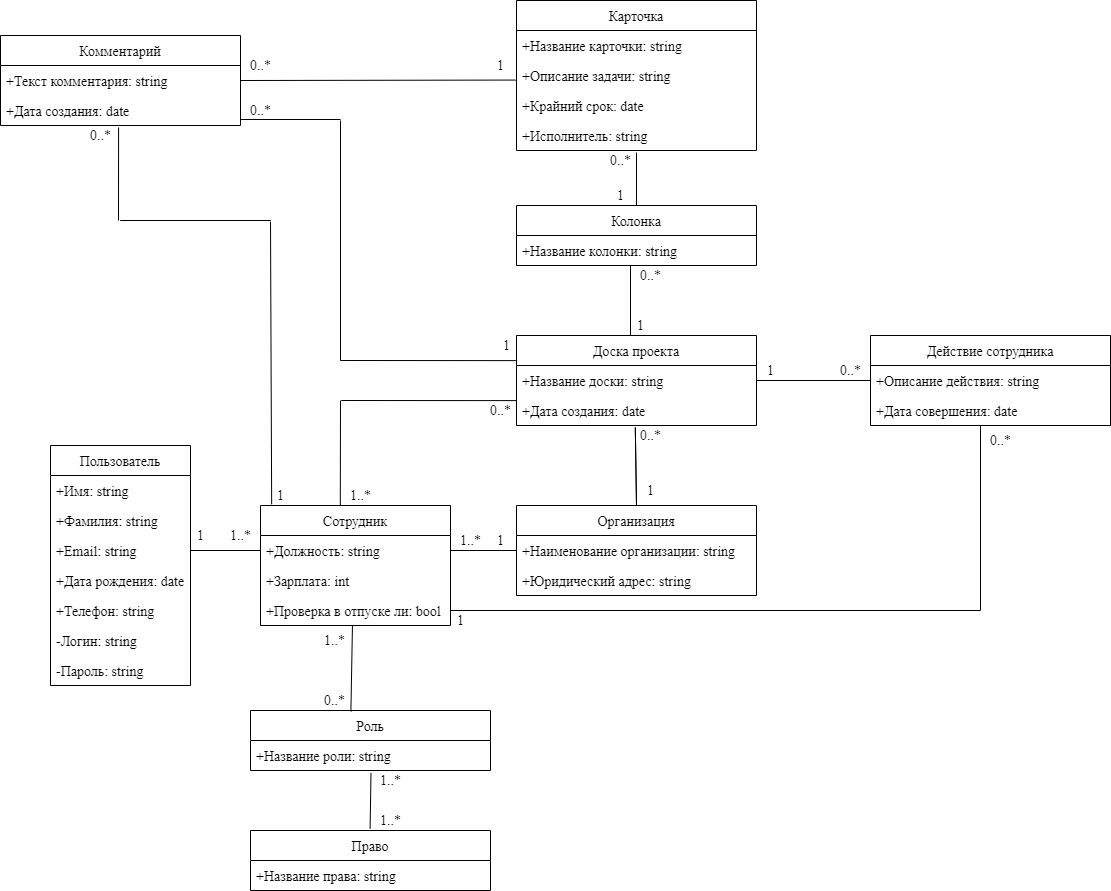 Карточка
+Название карточки: string
+Описание задачи: string
+Крайний срок: date
+Исполнитель: string
Комментарий
+Текст комментария: string
+Дата создания: date
0..*
1
0..*
0..*
0..*
1
Колонка
+Название колонки: string
0..*
1
1
Доска проекта
+Название доски: string
+Дата создания: date
1
0..*
Действие сотрудника
+Описание действия: string
+Дата совершения: date
0..*
0..*
0..*
Пользователь
+Имя: string
+Фамилия: string
+Email: string
+Дата рождения: date
+Телефон: string
-Логин: string
-Пароль: string
1
1..*
1
1
1..*
Сотрудник
+Должность: string
+Зарплата: int
+Проверка в отпуске ли: bool
1..*
1
Организация
+Наименование организации: string
+Юридический адрес: string
1
1..*
0..*
Роль
+Название роли: string
1..*
1..*
Право
+Название права: string